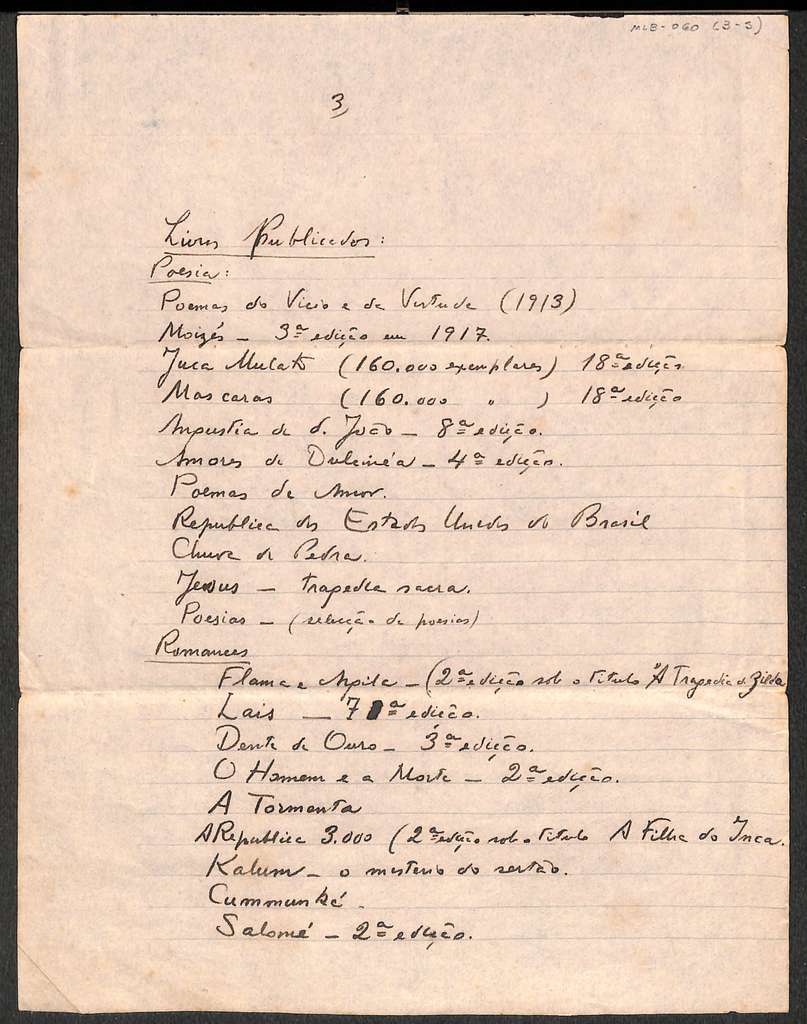 MLB-060 (3-5)
3,
Livros Publicados:
Poesia:
Poemas do Vicio e da Virtude (1913)
Moizés - 3ª edição em 1917.
Juca Mulato (160.000 exemplares) 18ª edição
Mascaras (160.000 " ) 18ª edição
Angustia de d. João - 8ª edição.
Amores de Dulcinéa - 4ª edição.
Poemas de Amor.
Republica dos Estados Unidos do Brasil
Chuva de Pedra.
Jesus - tragedia sacra.
Poesias - (selecção de poesias)
Romances
Flama e Argila - (2ª edição sob o titulo "A Tragedia de Zilda
Lais - 7ª edição.
Dente de Ouro - 3ª edição.
O Homem e a Morte - 2ª edição.
A Tormenta
A Republica 3.000 (2ª edição sob o titulo A Filha do Inca.
Kalum - o misterio do sertão.
Cummunká.
Salomé - 2ª edição.